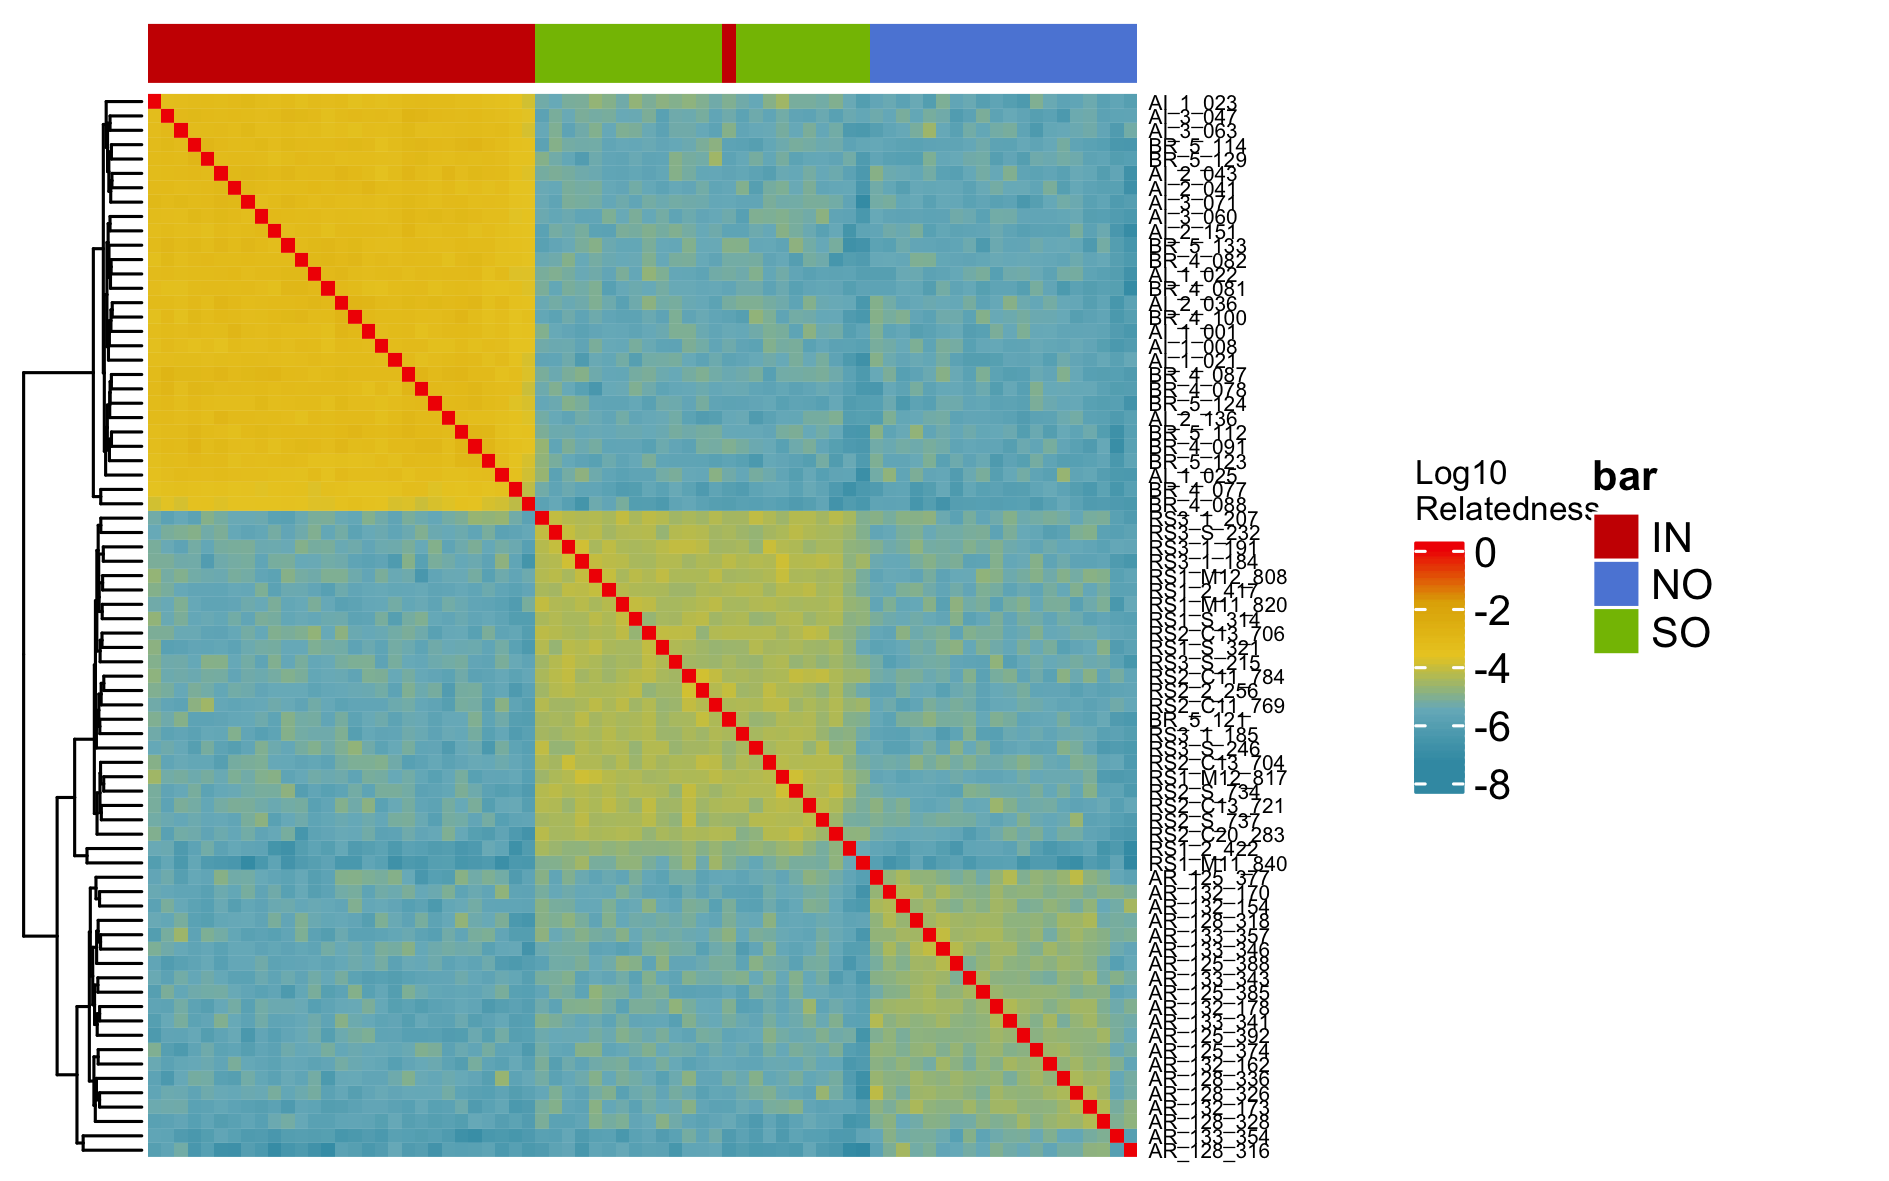 AI_1_023
AI_3_047
AI_3_063
BR_5_114
BR_5_129
AI_2_043
AI_2_041
AI_3_071
AI_3_060
AI_2_151
BR_5_133
BR_4_082
AI_1_022
BR_4_081
AI_2_036
BR_4_100
AI_1_001
AI_1_008
AI_1_021
BR_4_087
BR_4_078
BR_5_124
AI_2_136
BR_5_112
BR_4_091
BR_5_123
AI_1_025
BR_4_077
BR_4_088
RS3_1_207
RS3_S_232
RS3_1_191
RS3_1_184
RS1_M12_808
RS1_2_417
RS1_M11_820
RS1_S_314
RS2_C13_706
RS1_S_321
RS3_S_215
RS2_C11_784
RS2_2_256
RS2_C11_769
BR_5_121
RS3_1_185
RS3_S_246
RS2_C13_704
RS1_M12_817
RS2_S_734
RS2_C13_721
RS2_S_737
RS2_C20_283
RS1_2_422
RS1_M11_840
AR_125_377
AR_132_170
AR_132_154
AR_128_318
AR_133_357
AR_133_346
AR_125_388
AR_133_343
AR_125_385
AR_132_178
AR_133_341
AR_125_392
AR_125_374
AR_132_162
AR_128_336
AR_128_326
AR_132_173
AR_128_328
AR_133_354
AR_128_316
Log10
Relatedness
0
-2
-4
-6
-8
bar
IN
NO
SO